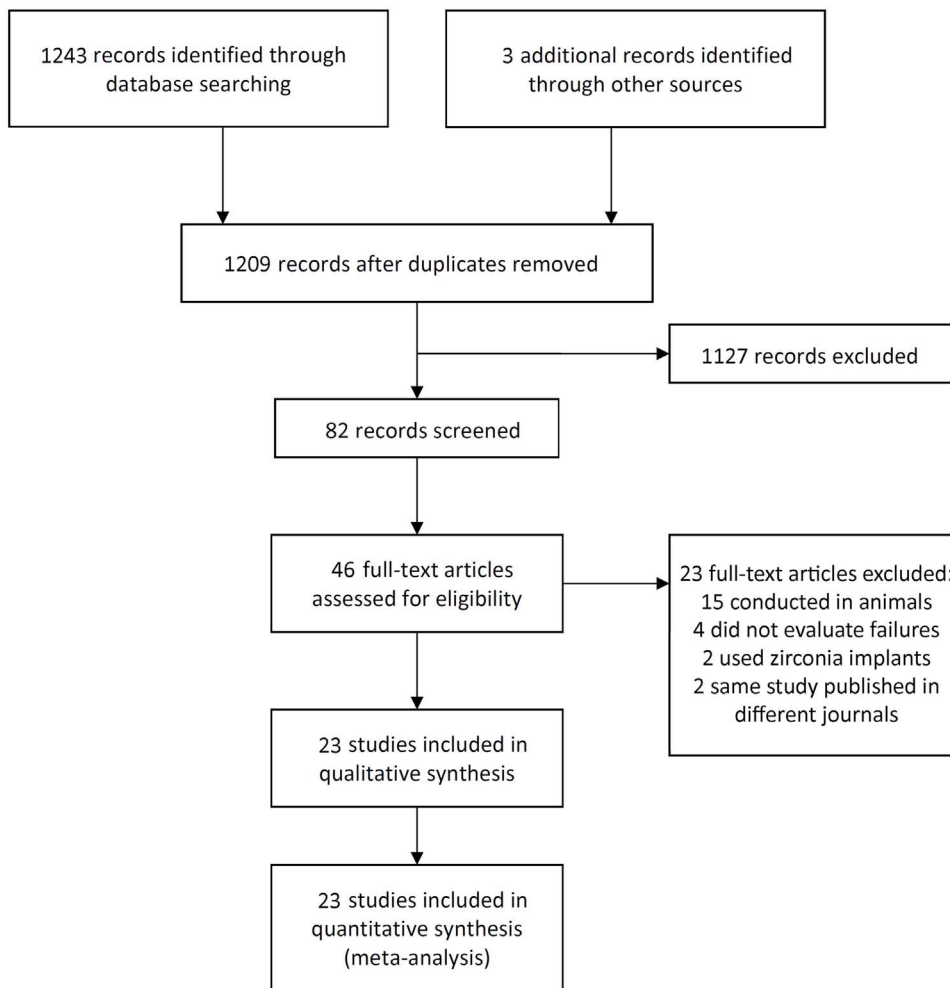 1243 records identified through
database searching
3 additional records identified
through other sources
1209 records after duplicates removed
1127 records excluded
82 records screened
46 full-text articles
assessed for eligibility
23 full-text articles excluded:
15 conducted in animals
4 did not evaluate failures
2 used zirconia implants
2 same study published in
different journals
23 studies included in
qualitative synthesis
23 studies included in
quantitative synthesis
(meta-analysis)